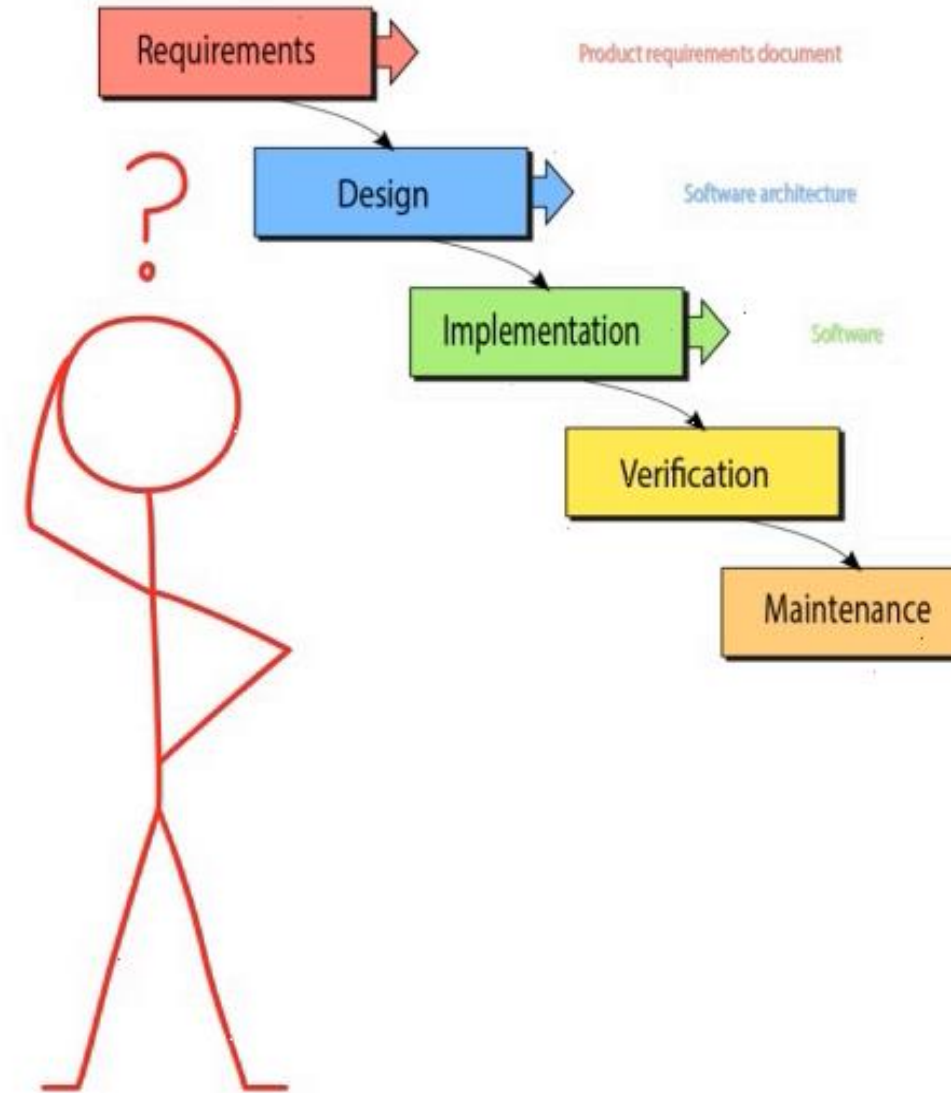 Requirements
Product requirements document
?
Design
Software architecture
Implementation
Software
Verification
Maintenance